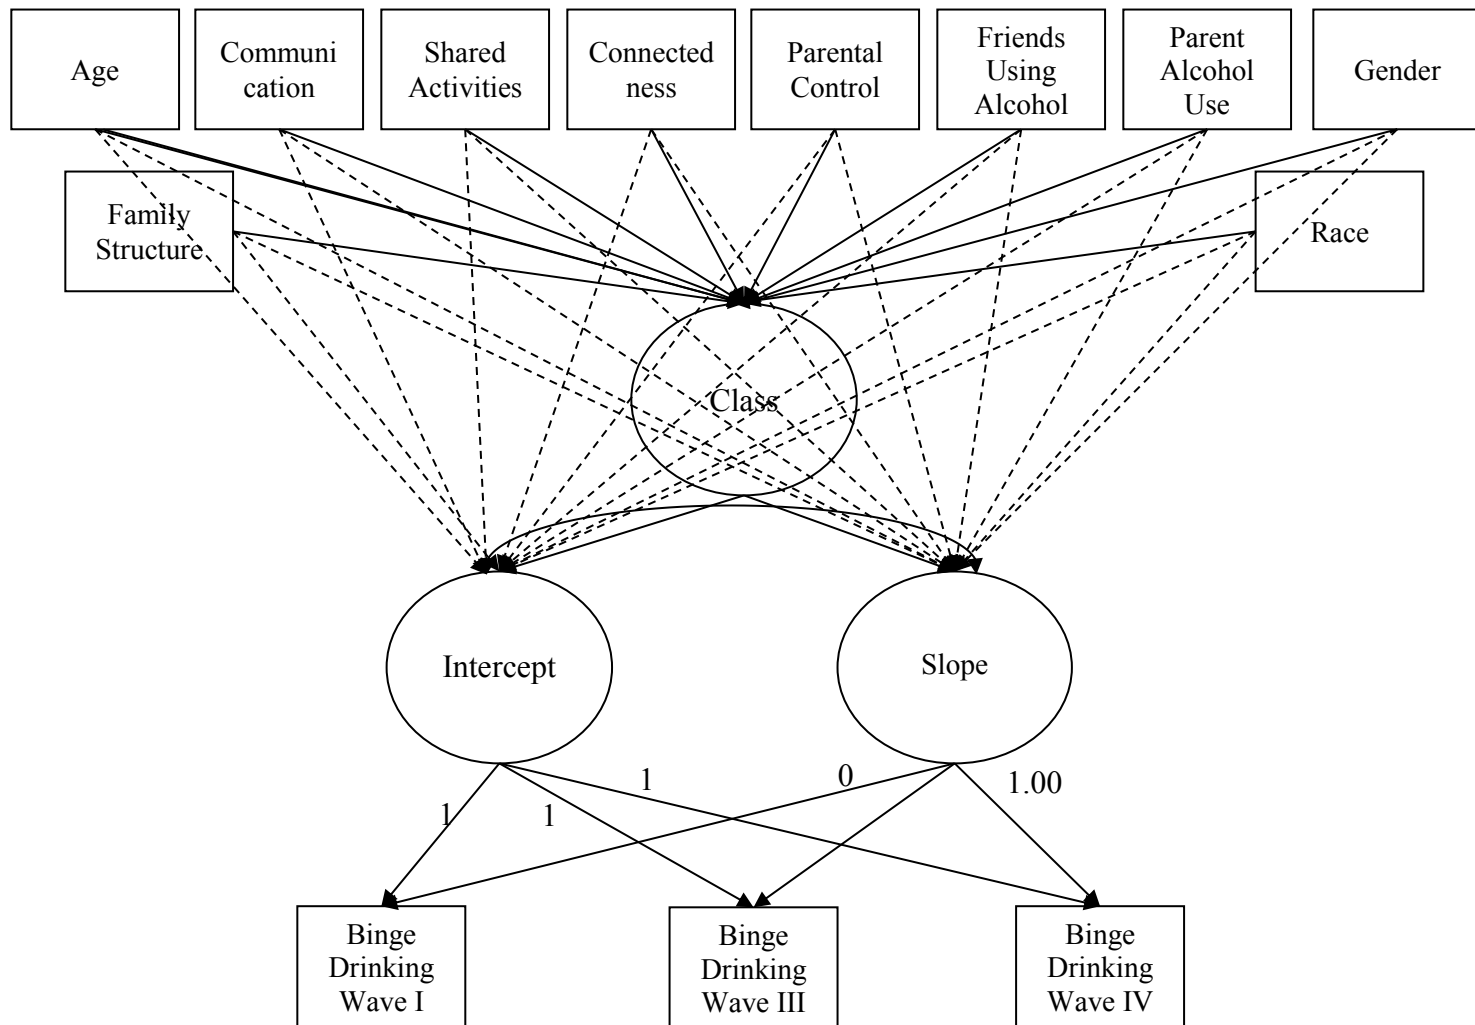 Age
Communi
cation
Shared
Activities
Connected
ness
Parental
Control
Friends
Using
Alcohol
Parent
Alcohol
Use
Gender
Family
Structure
Race
Class
Intercept
Slope
1
1
1
0
1.00
Binge
Drinking
Wave I
Binge
Drinking
Wave III
Binge
Drinking
Wave IV